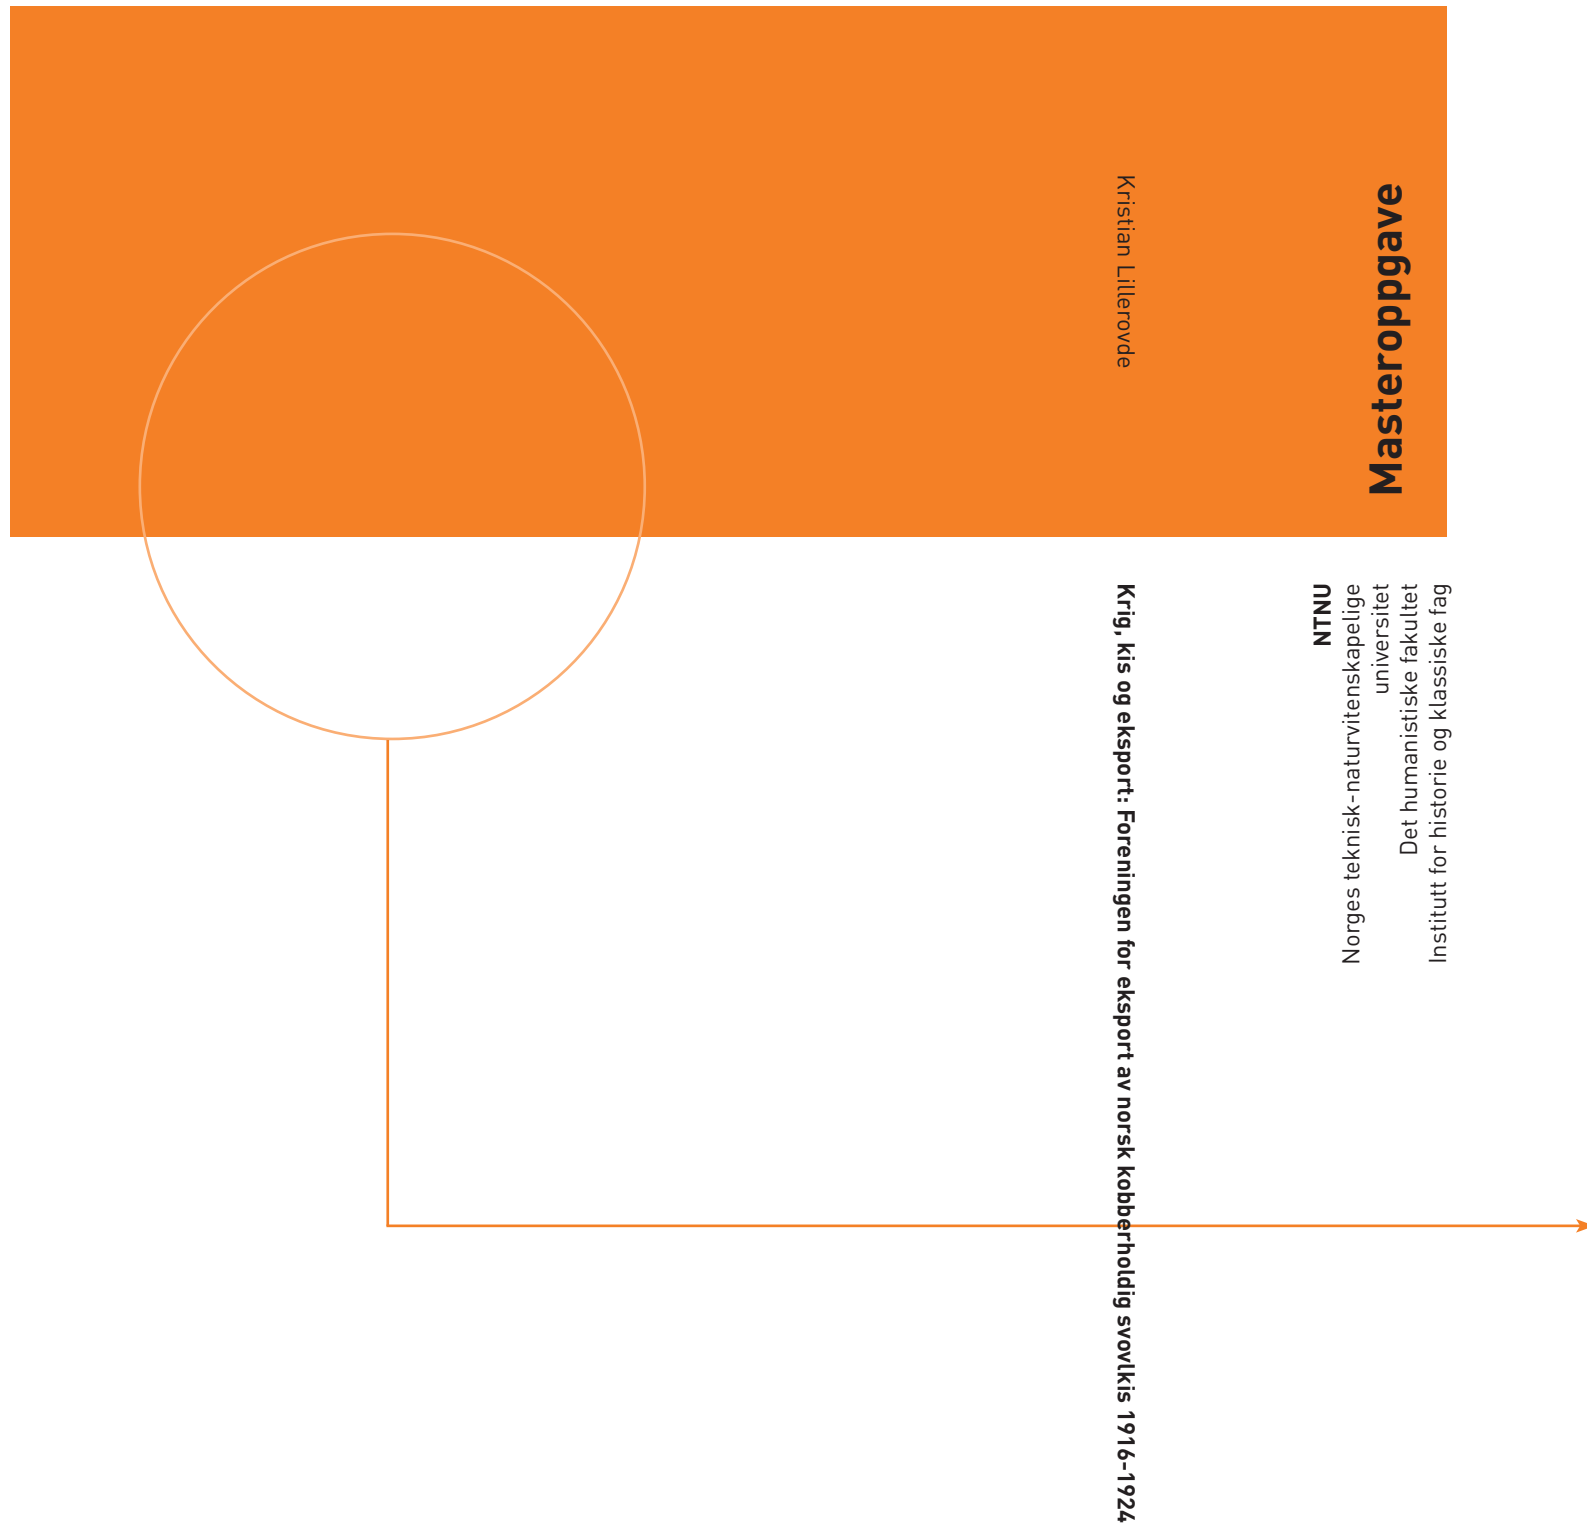 Masteroppgave
NTNU
Norges teknisk-naturvitenskapelige
universitet
Det humanistiske fakultet
Institutt for historie og klassiske fag
Kristian Lillerovde
Krig, kis og eksport: Foreningen for eksport av norsk kobberholdig svovlkis 1916-1924